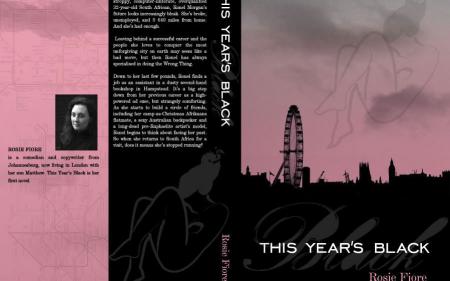 ROSIE FIORE
is a comedian and copywriter from
Johannesburg, now living in London with
her son Matthew. This Year's Black is her
first novel.
stroppy, computer-illiterate, overqualified
32-year-old South African, Sionel Morgan's
future looks increasingly bleak. She's broke,
unemployed, and 5 640 miles from home.
And she's had enough.
Leaving behind a successful career and the
people she loves to conquer the most
unforgiving city on earth may seem like a
bad move, but then Sionel has always
specialised in doing the Wrong Thing.
Down to her last few pounds, Sionel finds a
job as an assistant in a dusty second-hand
bookshop in Hampstead. It's a big step
down from her previous career as a high-
powered ad exec, but strangely comforting.
As she starts to build a circle of friends,
including her camp ex-Christmas Afrikaans
flatmate, a sexy Australian backpacker and
a long-dead pre-Raphaelite artist's model,
Sionel begins to think about facing her past.
So when she returns to South Africa for a
visit, does it mean she's stopped running?
THIS YEAR'S BLACK
Rosie Fiore
Black
THIS YEAR'S BLACK
Rosie Fiore